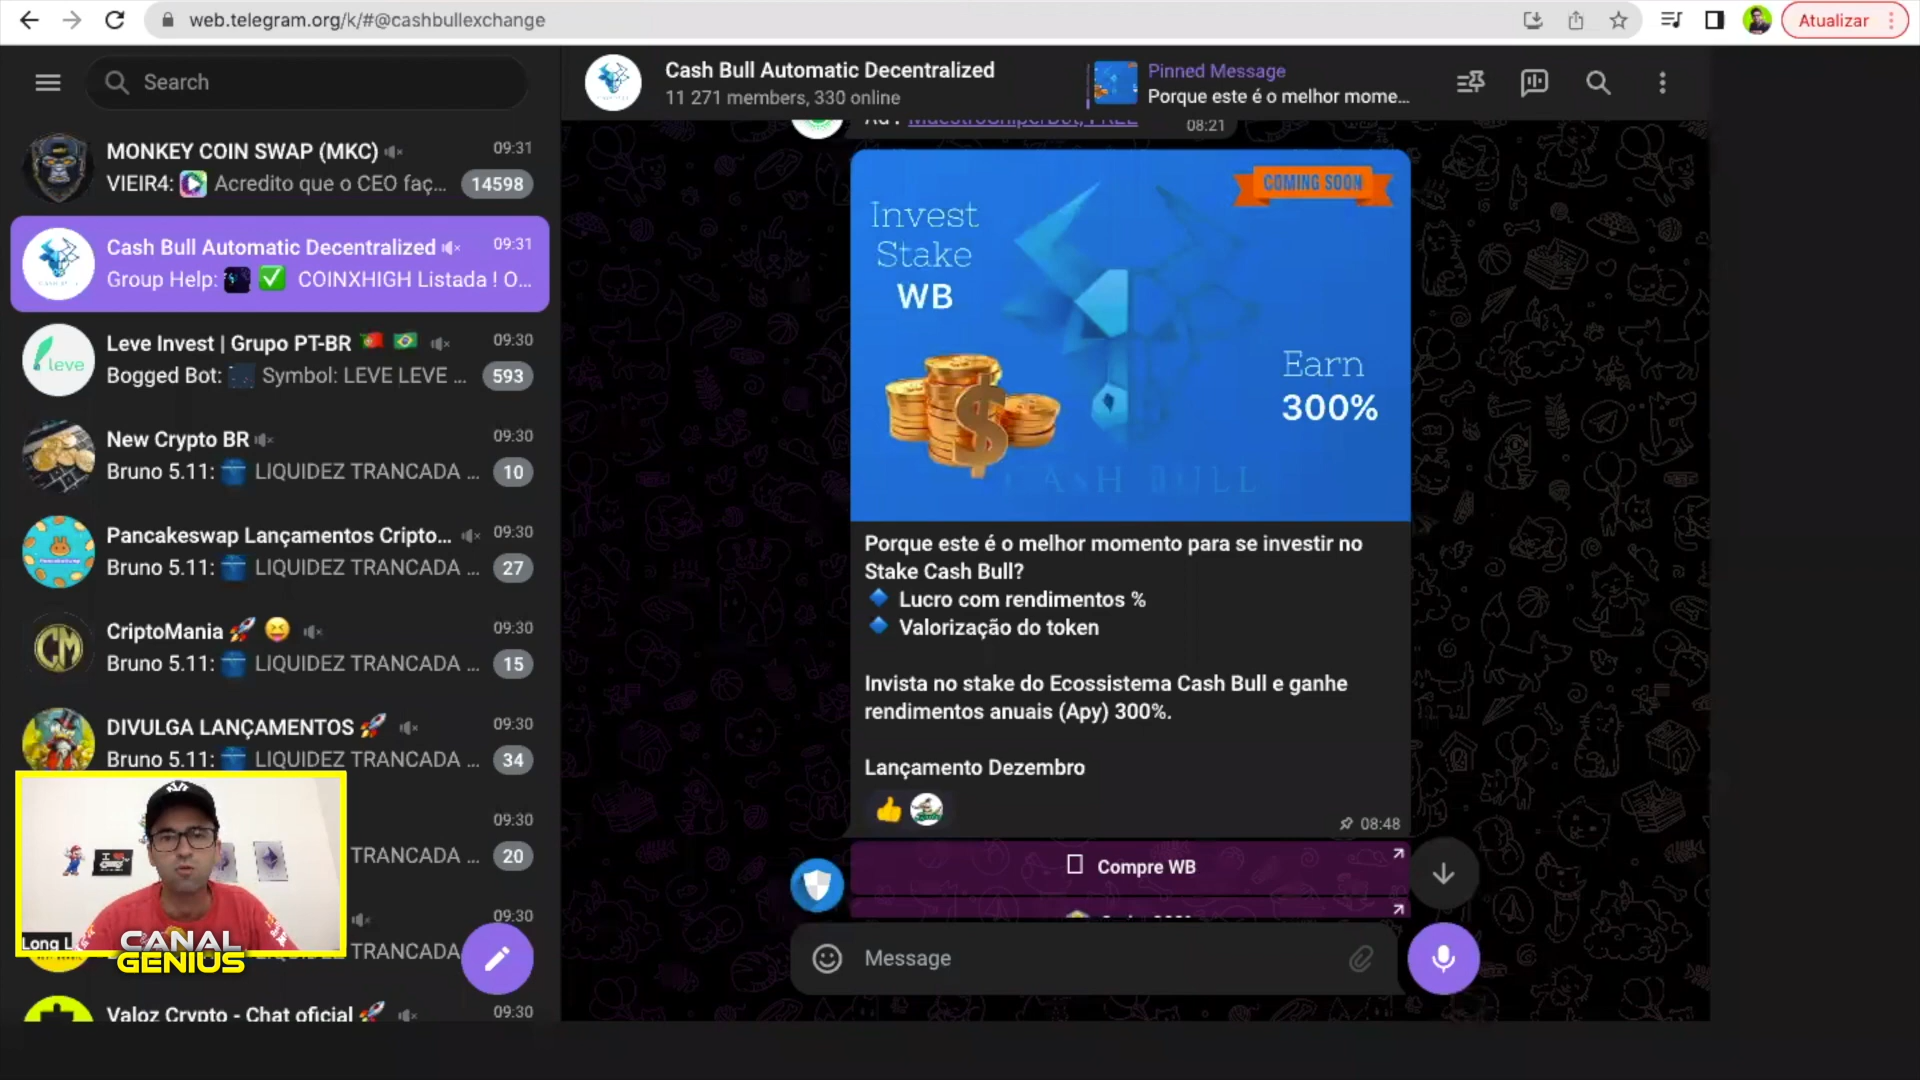 web.telegram.org/k/#@cashbullexchange
Atualizar
Search
MONKEY COIN SWAP (MKC)
09:31
VIEIR4: Acredito que o CEO faç...
14598
Cash Bull Automatic Decentralized
09:31
Group Help: ✅ COINXHIGH Listada ! O...
Leve Invest | Grupo PT-BR 🇵🇹 🇧🇷
09:30
leve
Bogged Bot: Symbol: LEVE LEVE ...
593
New Crypto BR
09:30
Bruno 5.11: LIQUIDEZ TRANCADA ...
10
Pancakeswap Lançamentos Cripto...
09:30
Bruno 5.11: LIQUIDEZ TRANCADA ...
27
CriptoMania 🚀 😝
09:30
CM
Bruno 5.11: LIQUIDEZ TRANCADA ...
15
DIVULGA LANÇAMENTOS 🚀
09:30
Bruno 5.11: LIQUIDEZ TRANCADA ...
34
09:30
TRANCADA ...
20
09:30
LIQUIDEZ TRANCADA
Long L
CANAL
GENIUS
Valoz Crypto - Chat oficial 🚀
09:30
Cash Bull Automatic Decentralized
11 271 members, 330 online
Pinned Message
Porque este é o melhor mome...
Ad: MaestroSniperBot, FREE
08:21
COMING SOON
Invest
Stake
WB
Earn
300%
CASH BULL
Porque este é o melhor momento para se investir no
Stake Cash Bull?
🔹 Lucro com rendimentos %
🔹 Valorização do token
Invista no stake do Ecossistema Cash Bull e ganhe
rendimentos anuais (Apy) 300%.
Lançamento Dezembro
👍
08:48
Compre WB
Message